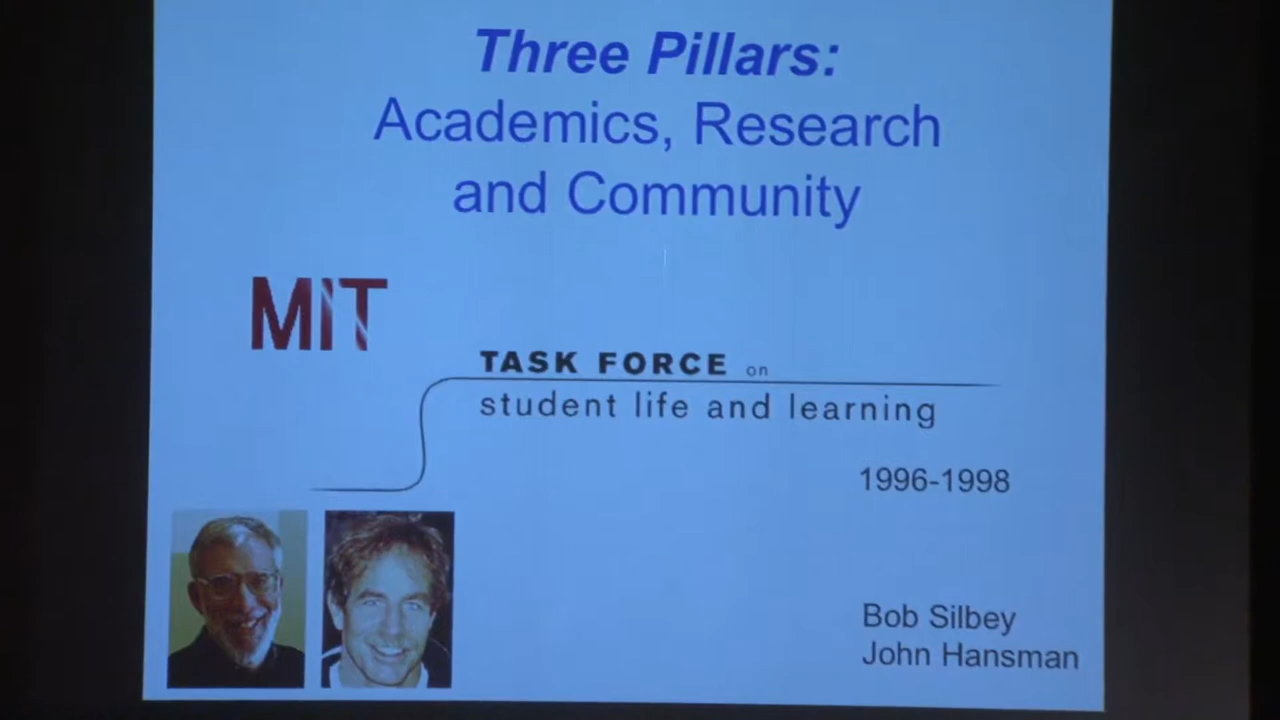 Three Pillars:
Academics, Research
and Community
MIT
TASK FORCE on
student life and learning
1996-1998
Bob Silbey
John Hansman